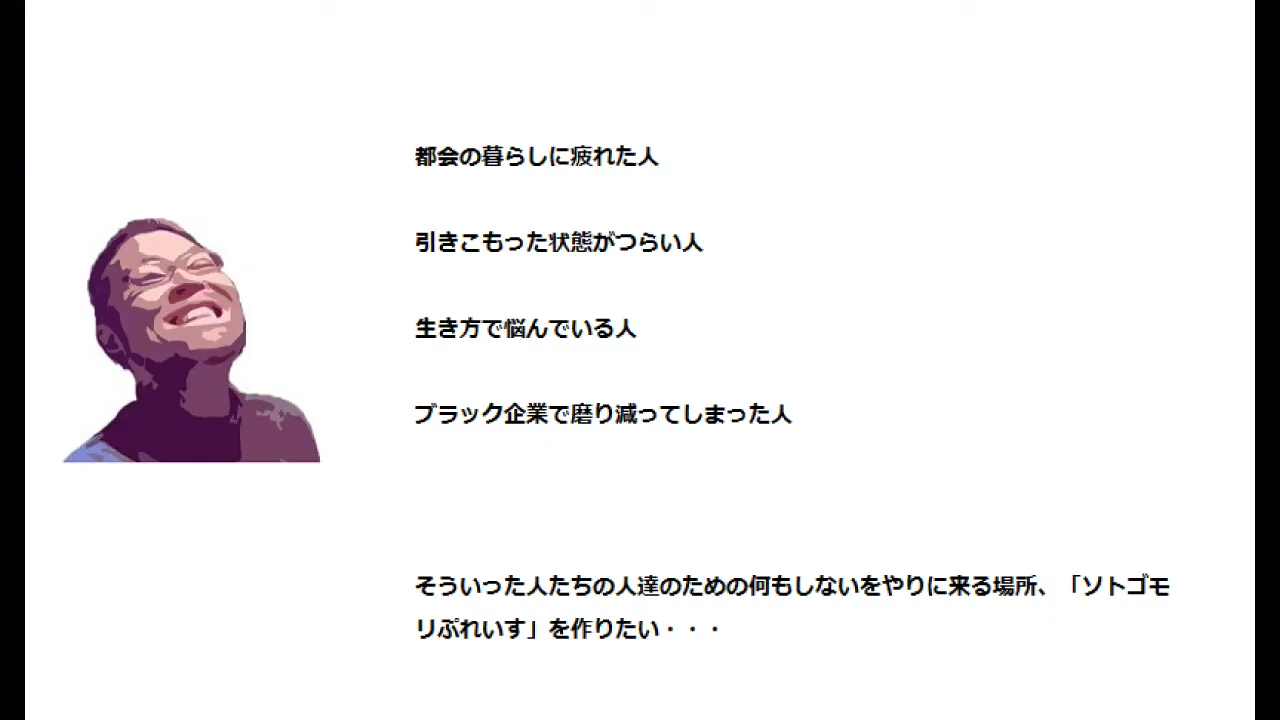 都会の暮らしに疲れた人
引きこもった状態がつらい人
生き方で悩んでいる人
ブラック企業で磨り減ってしまった人
そういった人たちの人達のための何もしないをやりに来る場所、「ソトゴモ
リぷれいす」を作りたい・・・